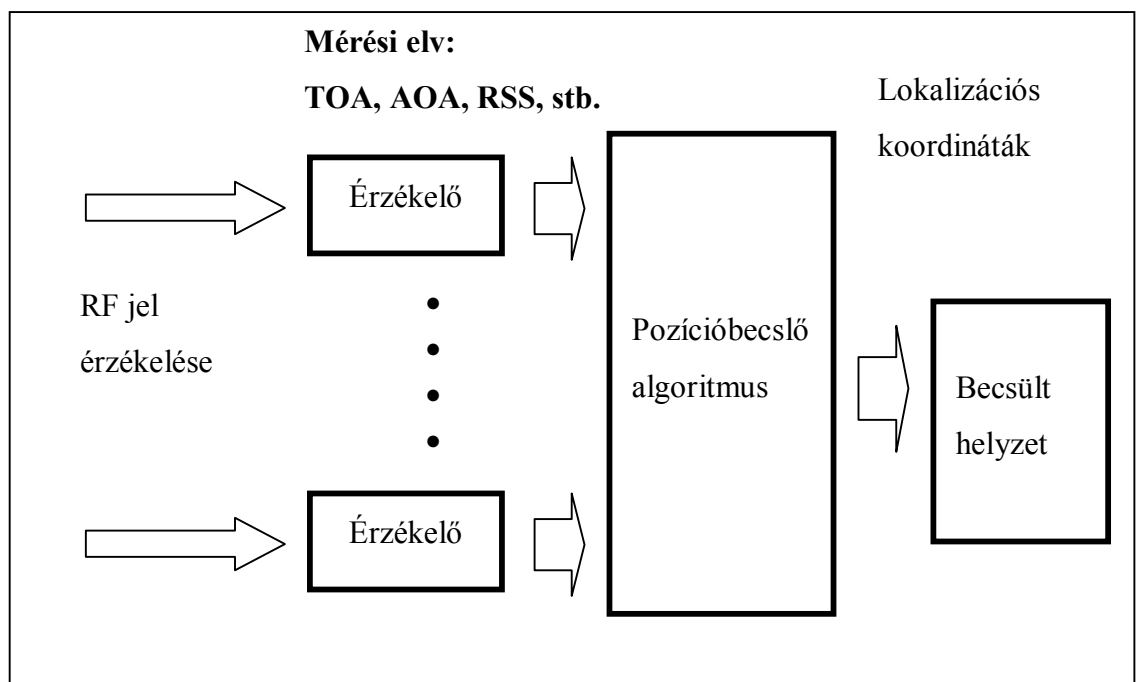 Mérési elv:
TOA, AOA, RSS, stb.
Lokalizációs
koordináták
Érzékelő
RF jel
érzékelése
Pozícióbecslő
algoritmus
Becsült
helyzet
Érzékelő